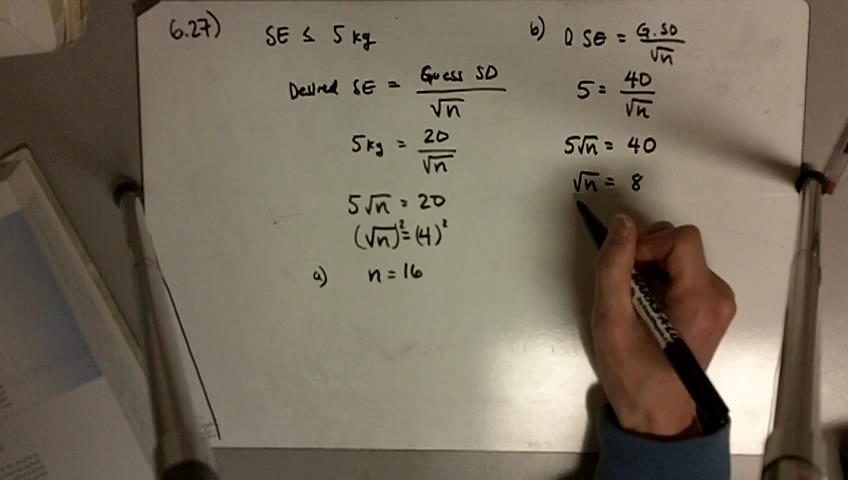 6.27) SE ≤ 5 kg
Desired SE = Guess SD / √n
5kg = 20 / √n
5√n = 20
(√n)² = (4)²
a) n = 16
b) D SE = G. SD / √n
5 = 40 / √n
5√n = 40
√n = 8